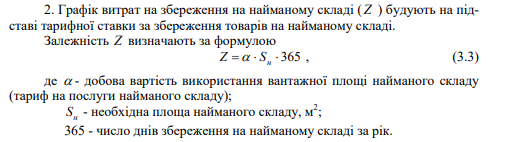 2. Графік витрат на збереження на найманому складі ( Z ) будують на під-
ставі тарифної ставки за збереження товарів на найманому складі.
Залежність Z визначають за формулою
Z = α · Sн · 365 , (3.3)
де α - добова вартість використання вантажної площі найманого складу
(тариф на послуги найманого складу);
Sн - необхідна площа найманого складу, м²;
365 - число днів збереження на найманому складі за рік.